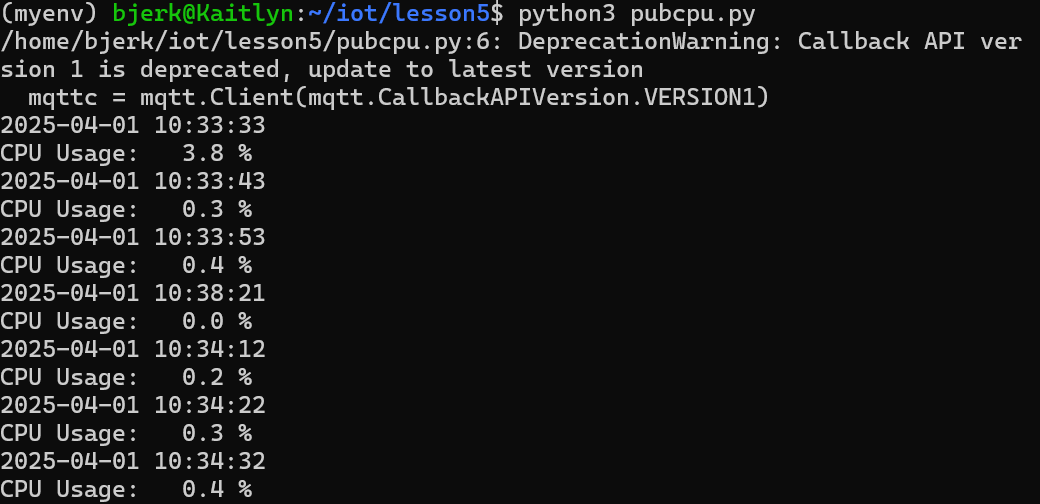 (myenv) bjerk@Kaitlyn:~/iot/lesson5$ python3 pubcpu.py
/home/bjerk/iot/lesson5/pubcpu.py:6: DeprecationWarning: Callback API ver
sion 1 is deprecated, update to latest version
  mqttc = mqtt.Client(mqtt.CallbackAPIVersion.VERSION1)
2025-04-01 10:33:33
CPU Usage:   3.8 %
2025-04-01 10:33:43
CPU Usage:   0.3 %
2025-04-01 10:33:53
CPU Usage:   0.4 %
2025-04-01 10:38:21
CPU Usage:   0.0 %
2025-04-01 10:34:12
CPU Usage:   0.2 %
2025-04-01 10:34:22
CPU Usage:   0.3 %
2025-04-01 10:34:32
CPU Usage:   0.4 %